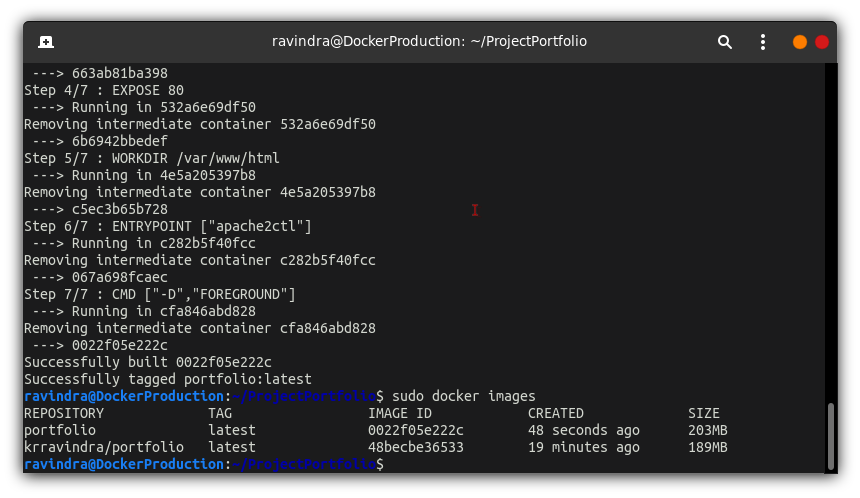 ravindra@DockerProduction: ~/ProjectPortfolio
---> 663ab81ba398
Step 4/7 : EXPOSE 80
---> Running in 532a6e69df50
Removing intermediate container 532a6e69df50
---> 6b6942bbedef
Step 5/7 : WORKDIR /var/www/html
---> Running in 4e5a205397b8
Removing intermediate container 4e5a205397b8
---> c5ec3b65b728
Step 6/7 : ENTRYPOINT ["apache2ctl"]
---> Running in c282b5f40fcc
Removing intermediate container c282b5f40fcc
---> 067a698fcaec
Step 7/7 : CMD ["-D","FOREGROUND"]
---> Running in cfa846abd828
Removing intermediate container cfa846abd828
---> 0022f05e222c
Successfully built 0022f05e222c
Successfully tagged portfolio:latest
ravindra@DockerProduction:~/ProjectPortfolio$ sudo docker images
REPOSITORY TAG IMAGE ID CREATED SIZE
portfolio latest 0022f05e222c 48 seconds ago 203MB
krravindra/portfolio latest 48becbe36533 19 minutes ago 189MB
ravindra@DockerProduction:~/ProjectPortfolio$